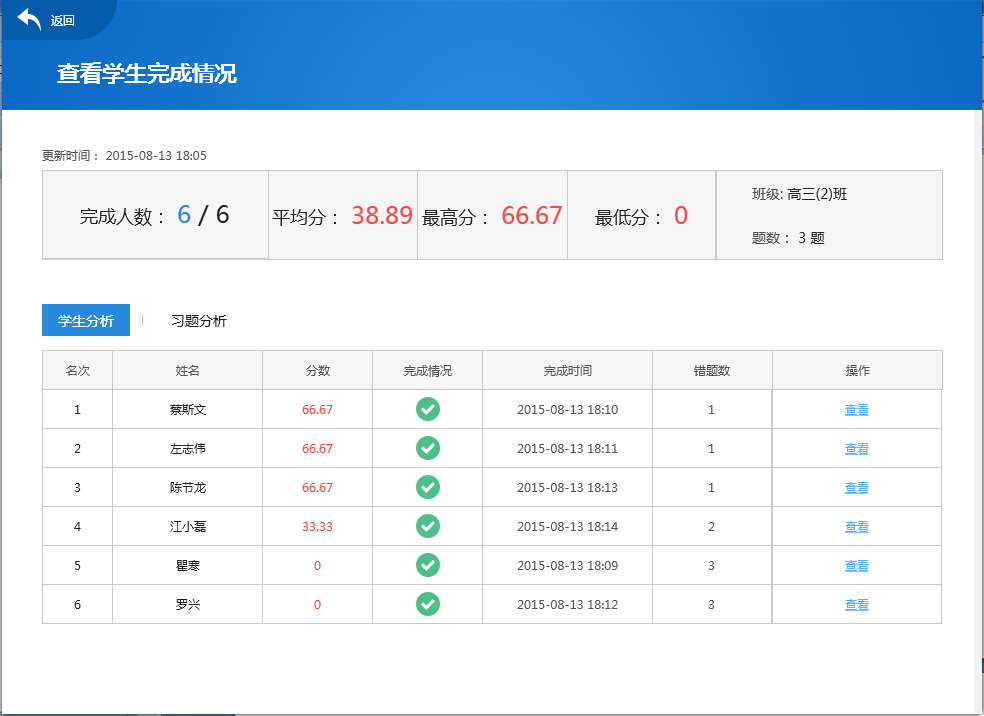 返回
查看学生完成情况
更新时间： 2015-08-13 18:05
完成人数： 6 / 6 平均分： 38.89 最高分： 66.67 最低分： 0 班级: 高三(2)班
题数： 3 题
学生分析 习题分析
名次 姓名 分数 完成情况 完成时间 错题数 操作
1 蔡斯文 66.67 2015-08-13 18:10 1 查看
2 左志伟 66.67 2015-08-13 18:11 1 查看
3 陈节龙 66.67 2015-08-13 18:13 1 查看
4 江小磊 33.33 2015-08-13 18:14 2 查看
5 瞿寒 0 2015-08-13 18:09 3 查看
6 罗兴 0 2015-08-13 18:12 3 查看